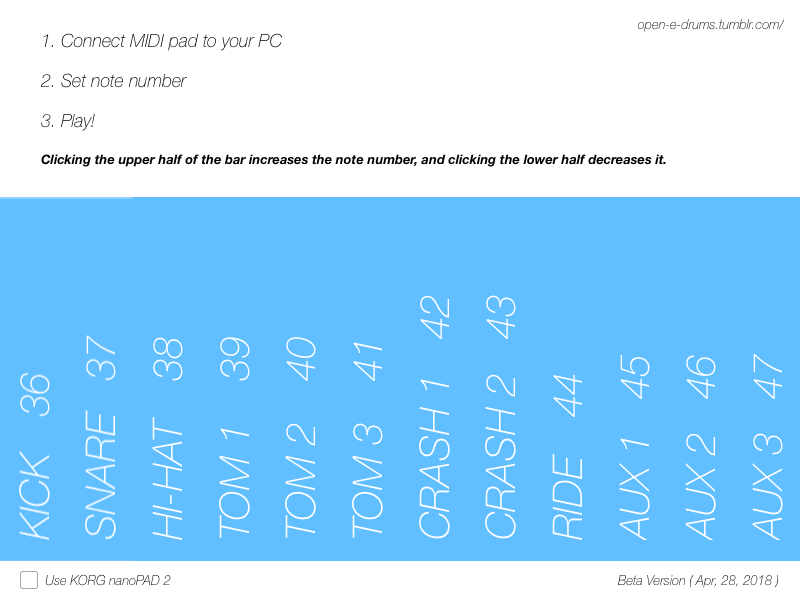 open-e-drums.tumblr.com/
1. Connect MIDI pad to your PC
2. Set note number
3. Play!
Clicking the upper half of the bar increases the note number, and clicking the lower half decreases it.
KICK 36
SNARE 37
HI-HAT 38
TOM 1 39
TOM 2 40
TOM 3 41
CRASH 1 42
CRASH 2 43
RIDE 44
AUX 1 45
AUX 2 46
AUX 3 47
Use KORG nanoPAD 2
Beta Version ( Apr, 28, 2018 )